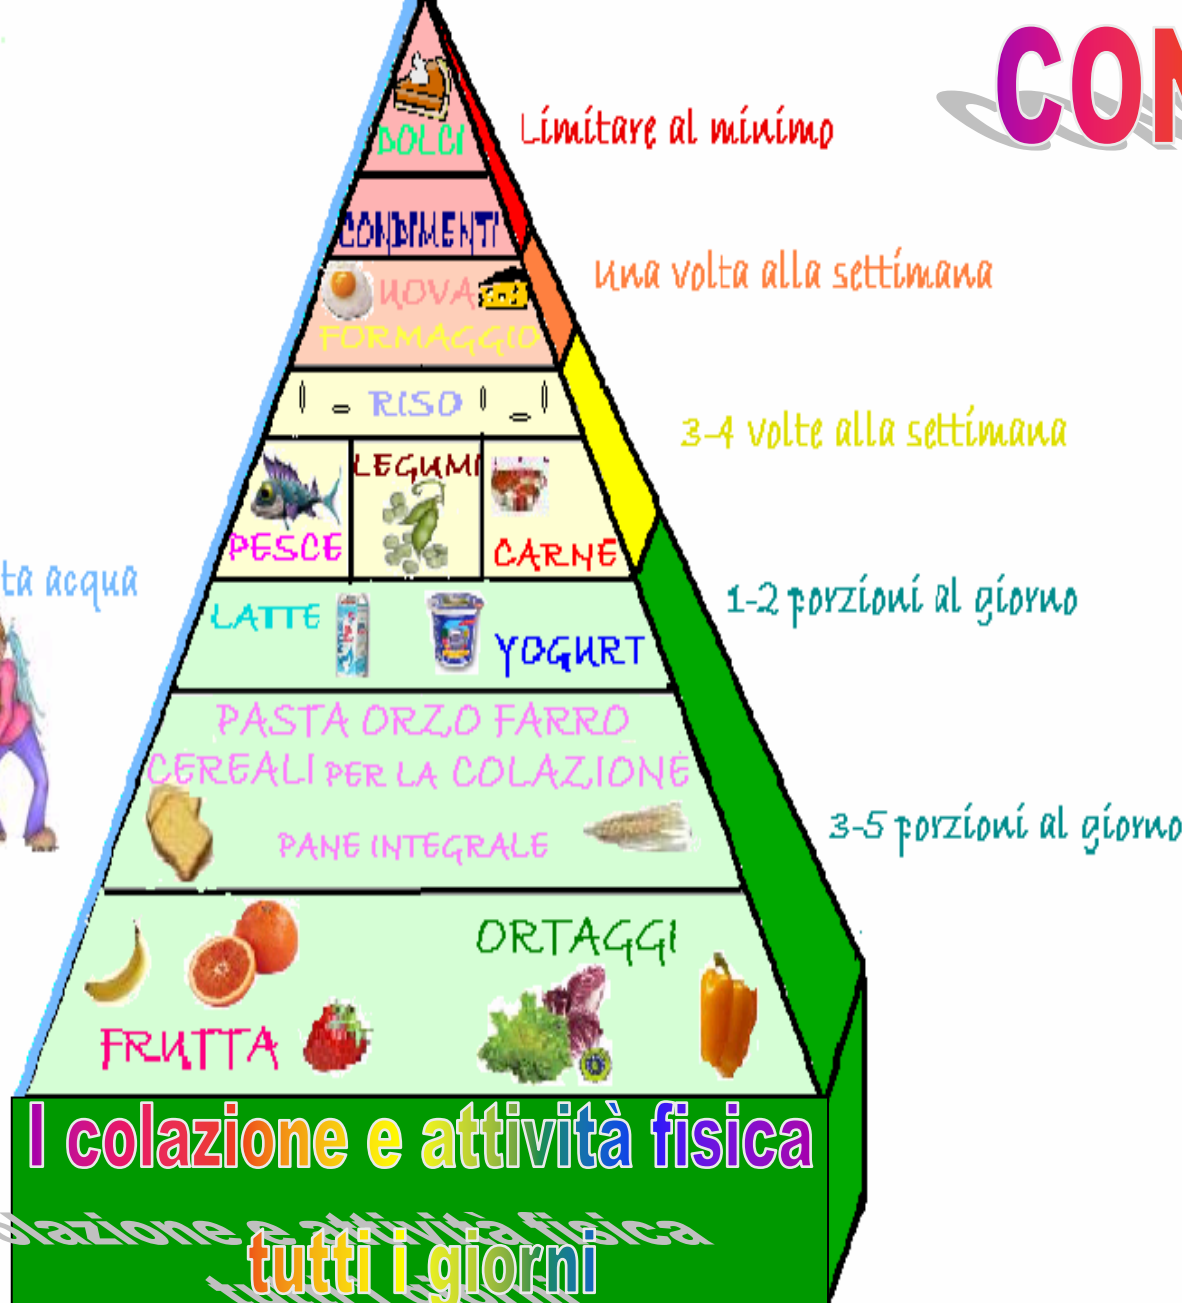 CON
DOLCI
Limitare al minimo
CONDIMENTI
UOVA
FORMAGGIO
una volta alla settimana
RISO
3-4 volte alla settimana
LEGUMI
PESCE
CARNE
ta acqua
LATTE
YOGURT
1-2 porzioni al giorno
PASTA ORZO FARRO
CEREALI PER LA COLAZIONE
PANE INTEGRALE
3-5 porzioni al giorno
ORTAGGI
FRUTTA
I colazione e attività fisica
tutti i giorni